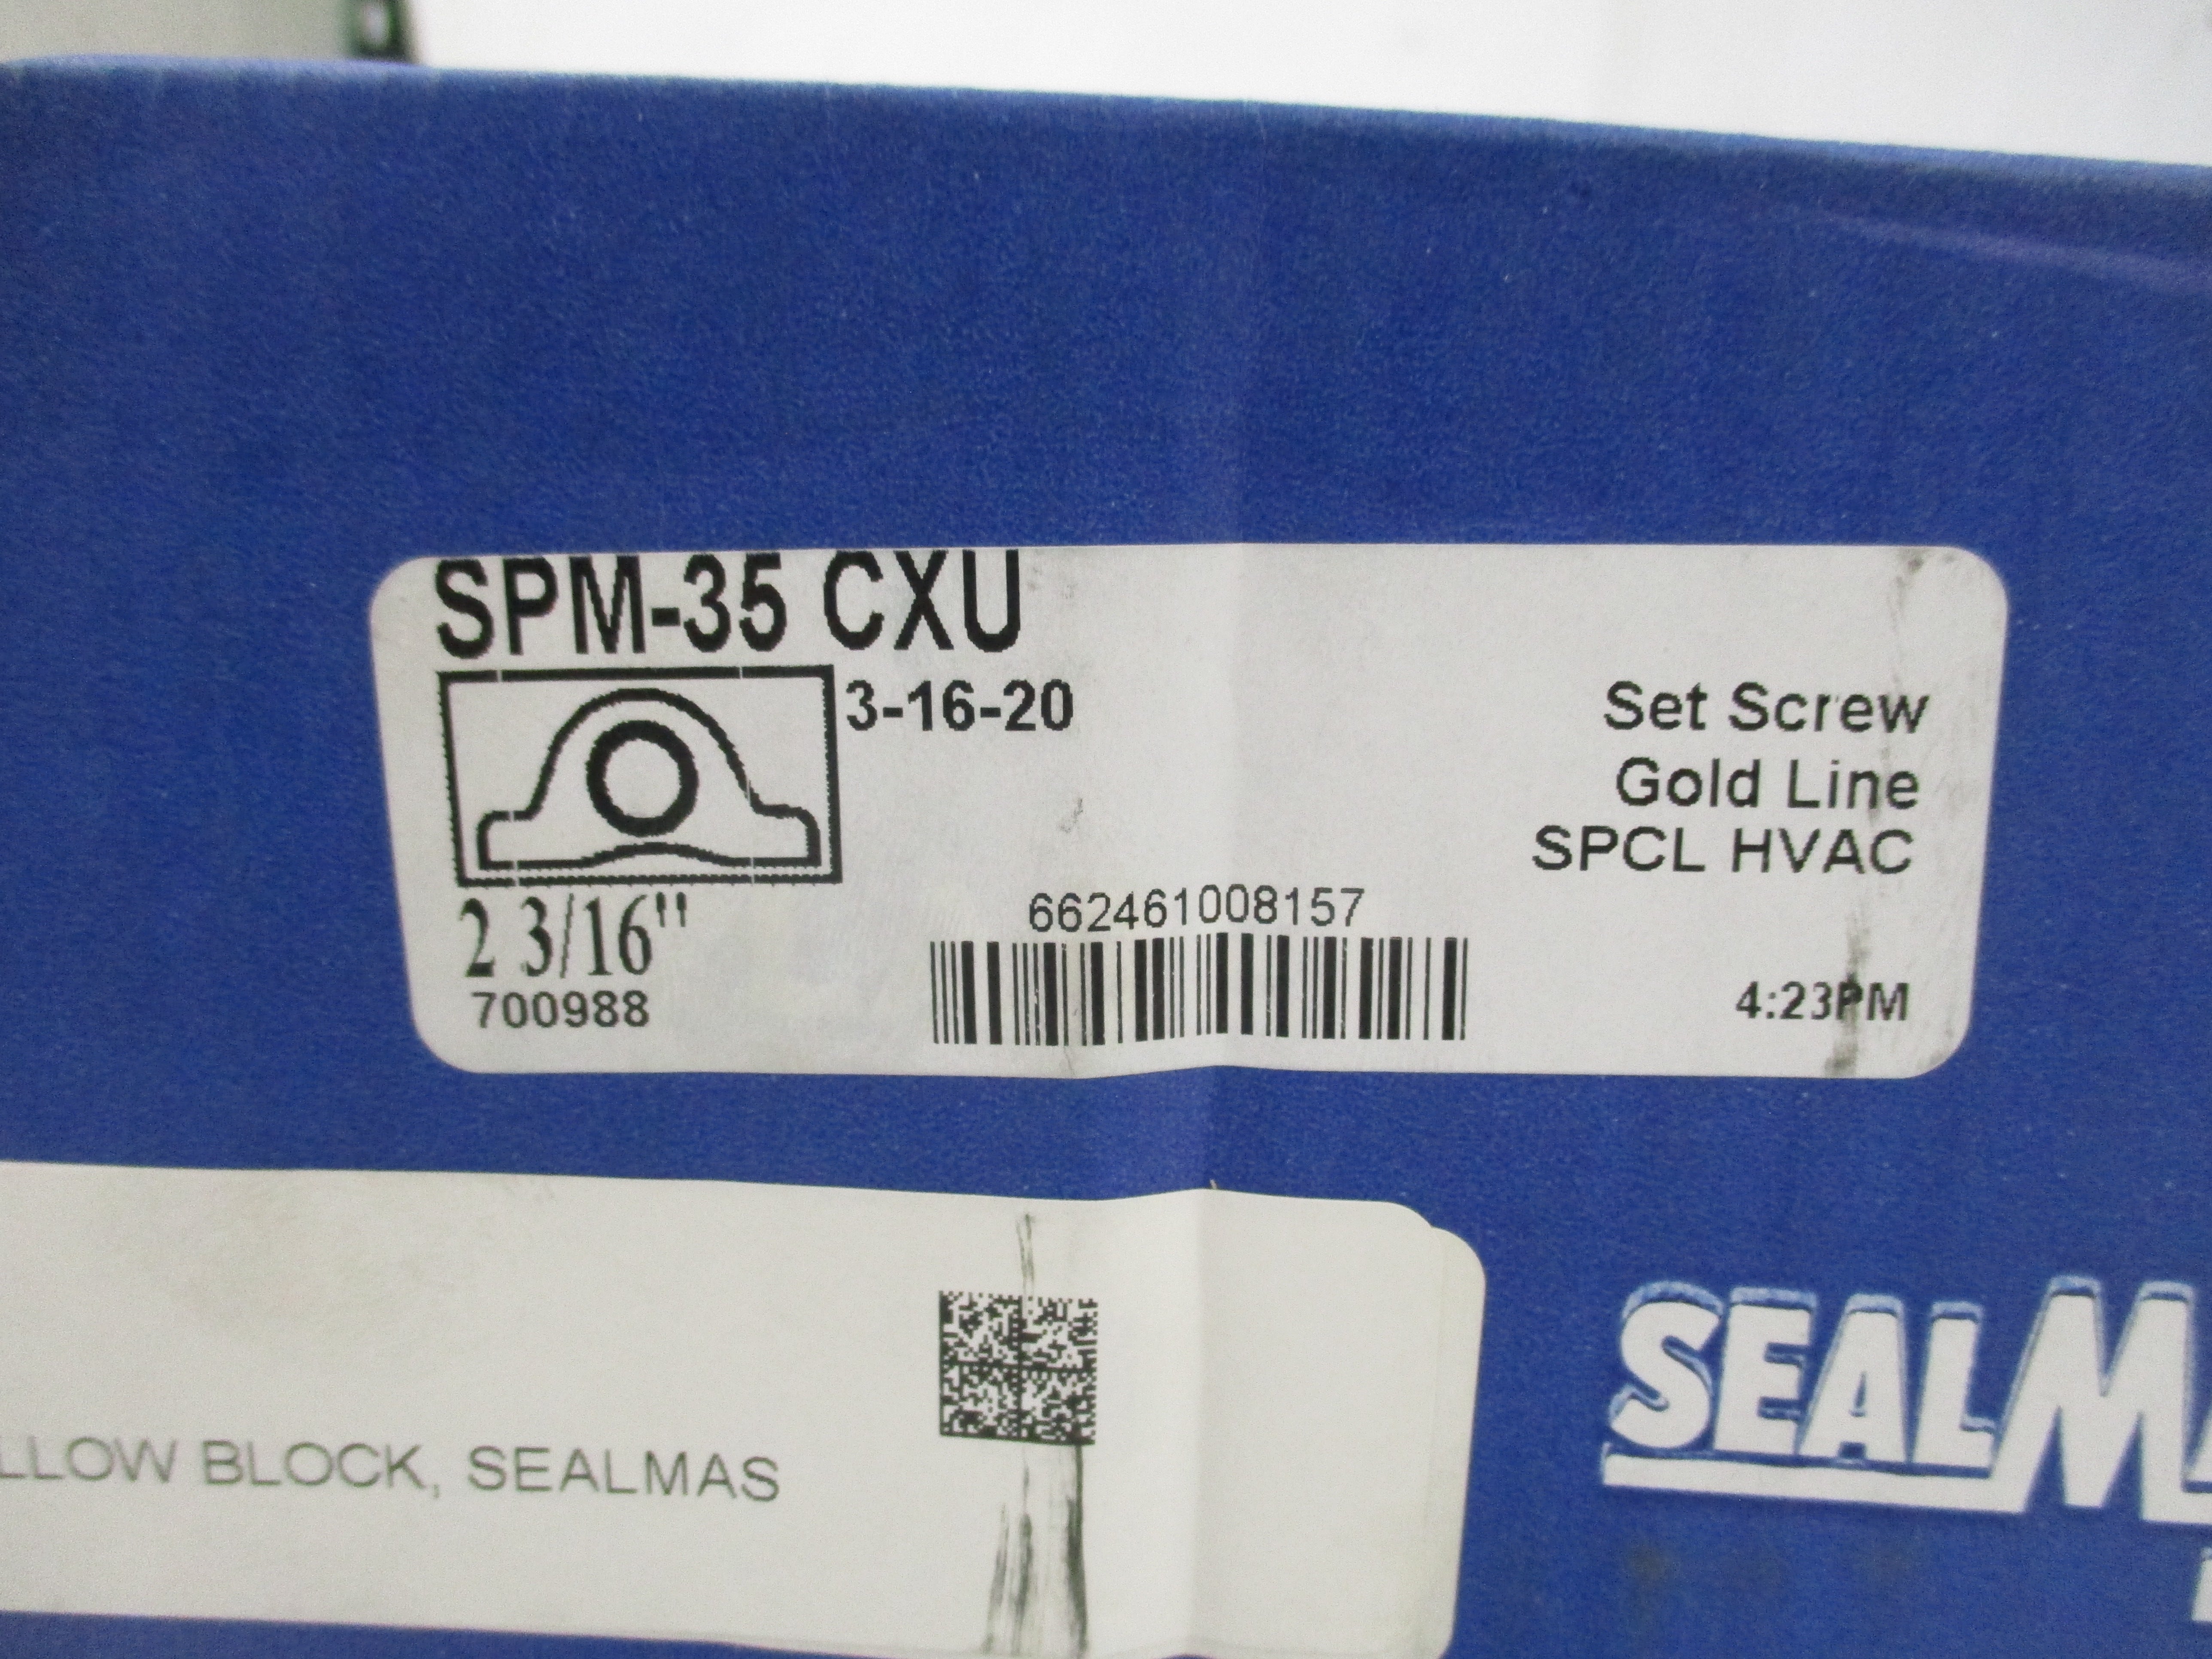 SPM-35 CXU
3-16-20
Set Screw
Gold Line
SPCL HVAC
2 3/16"
700988
662461008157
4:23PM
LLOW BLOCK, SEALMAS
SEALM